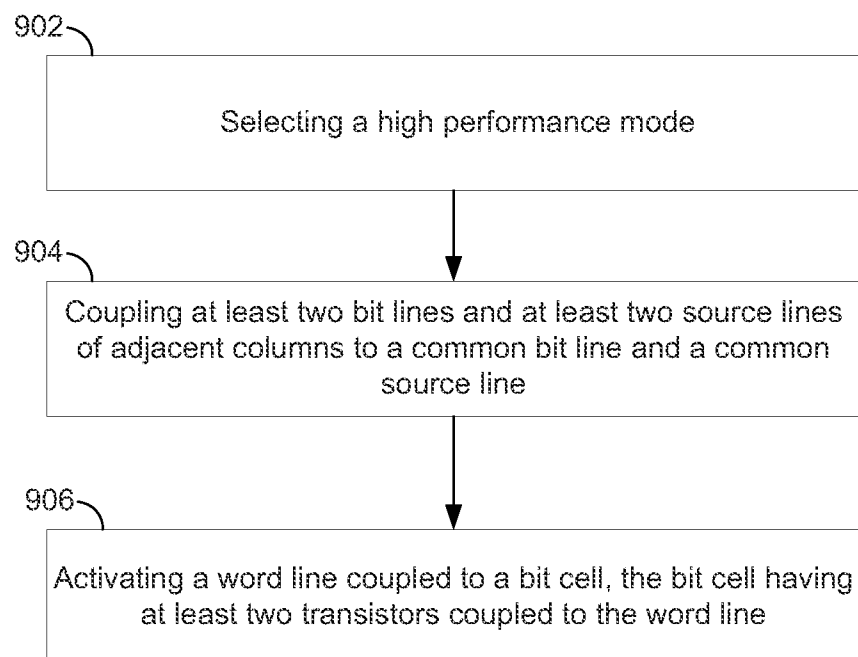 902
Selecting a high performance mode
904
Coupling at least two bit lines and at least two source lines
of adjacent columns to a common bit line and a common
source line
906
Activating a word line coupled to a bit cell, the bit cell having
at least two transistors coupled to the word line